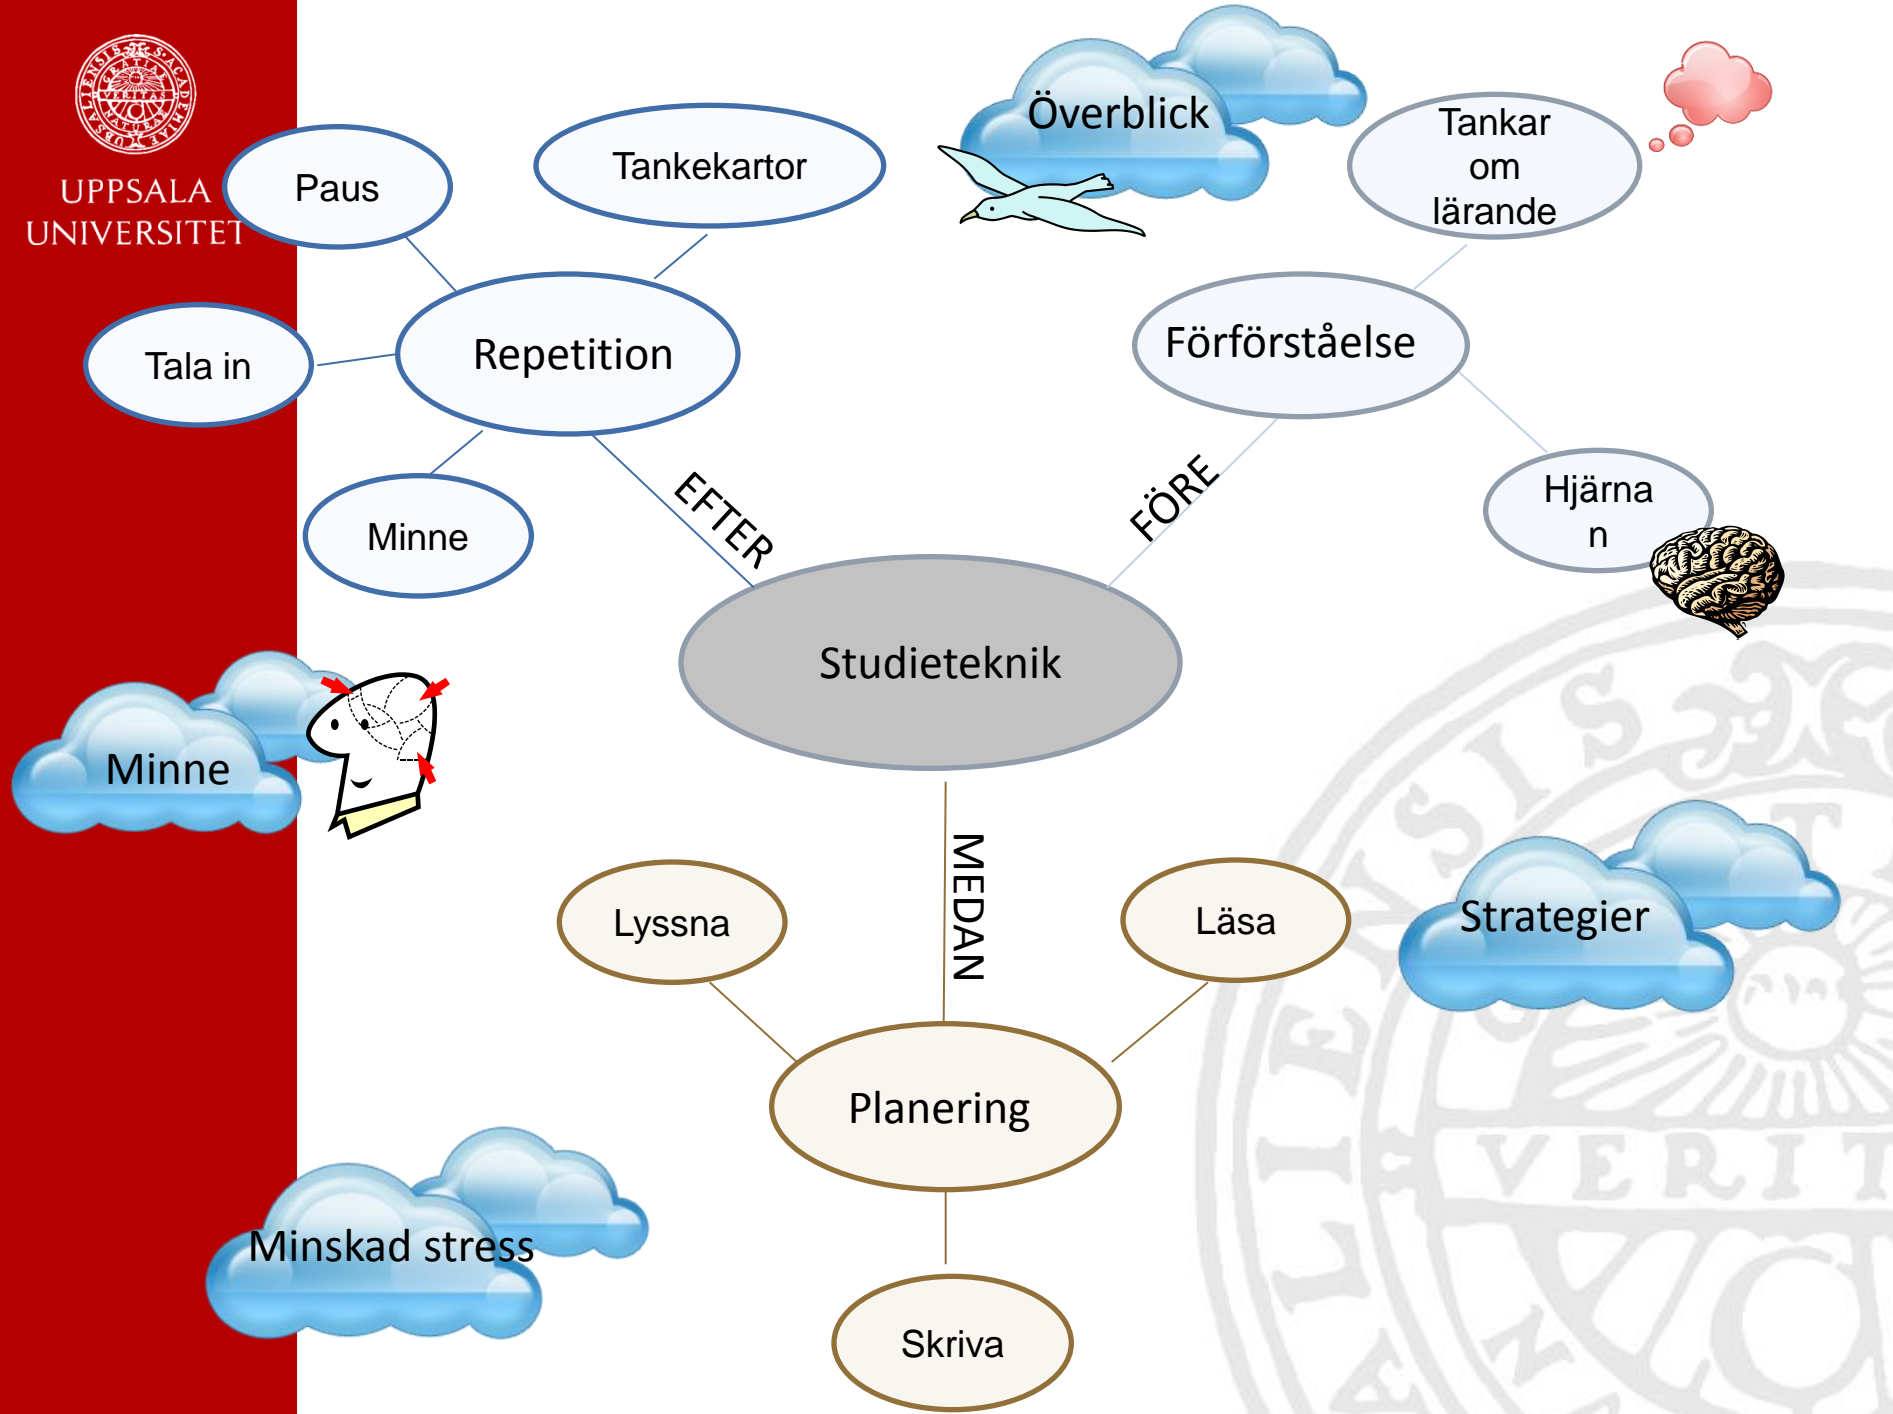 UPPSALA
UNIVERSITET
Överblick
Tankar
om
lärande
Tankekartor
Paus
Förförståelse
Repetition
Tala in
EFTER
FÖRE
Hjärna
n
Minne
Studieteknik
Minne
MEDAN
Lyssna
Läsa
Strategier
Planering
Minskad stress
Skriva
VERIT